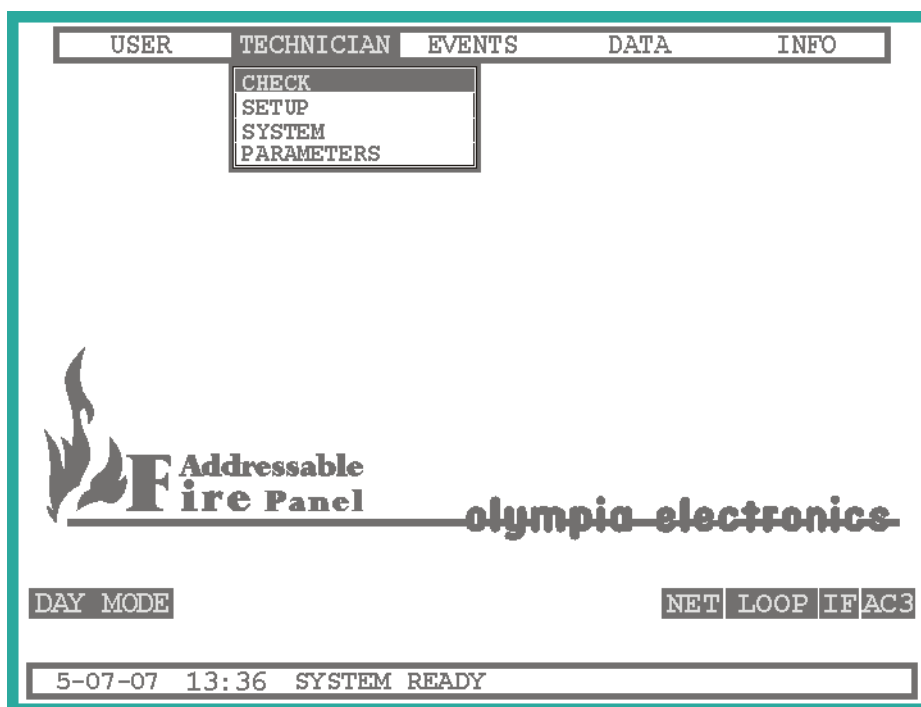 USER TECHNICIAN EVENTS DATA INFO
CHECK
SETUP
SYSTEM
PARAMETERS
Addressable
Fire Panel
olympia electronics
DAY MODE NET LOOP IF AC3
5-07-07 13:36 SYSTEM READY